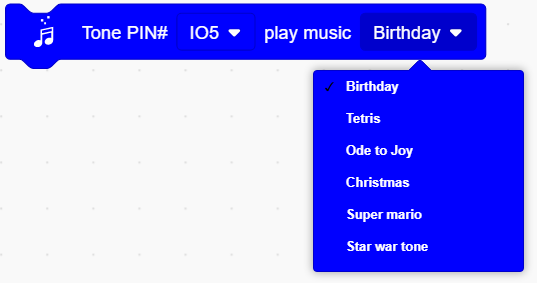 Tone PIN# IO5 play music Birthday
Birthday
Tetris
Ode to Joy
Christmas
Super mario
Star war tone